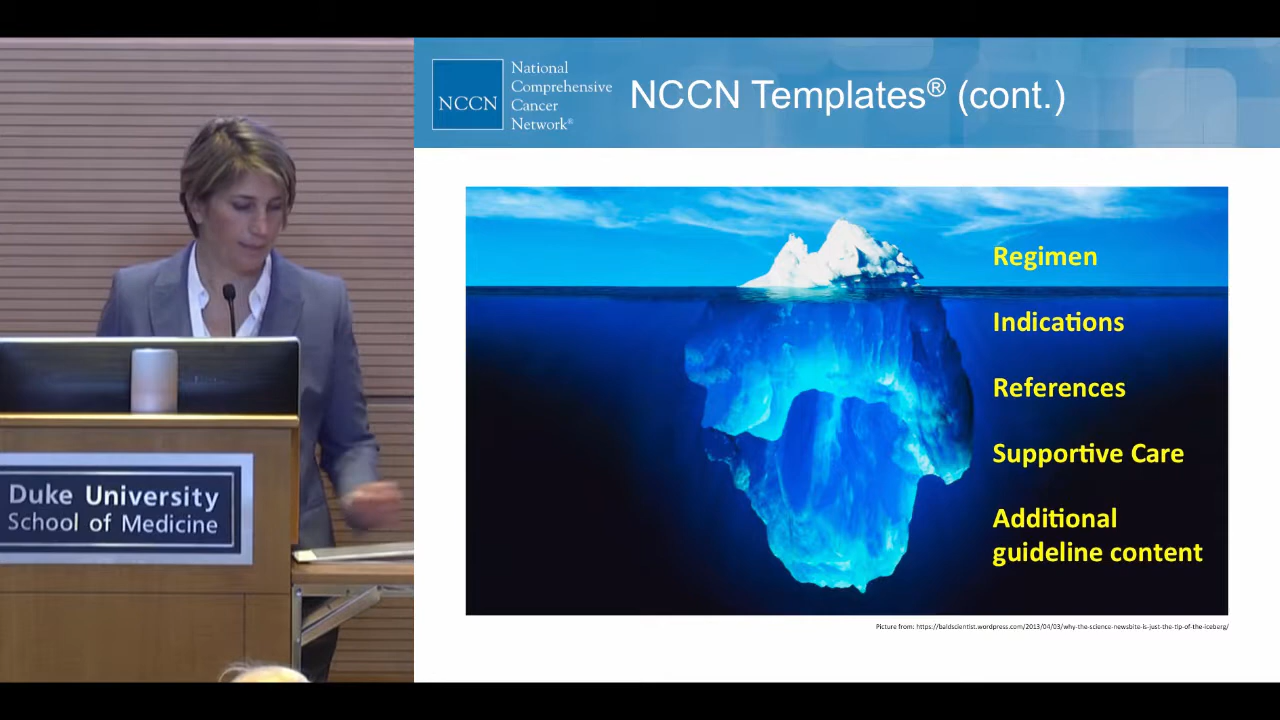 NCCN
National
Comprehensive
Cancer
Network®
NCCN Templates® (cont.)
Regimen
Indications
References
Supportive Care
Additional
guideline content
Picture from: https://baldscientist.wordpress.com/2013/04/03/why-the-science-newsbite-is-just-the-tip-of-the-iceberg/
Duke University
School of Medicine